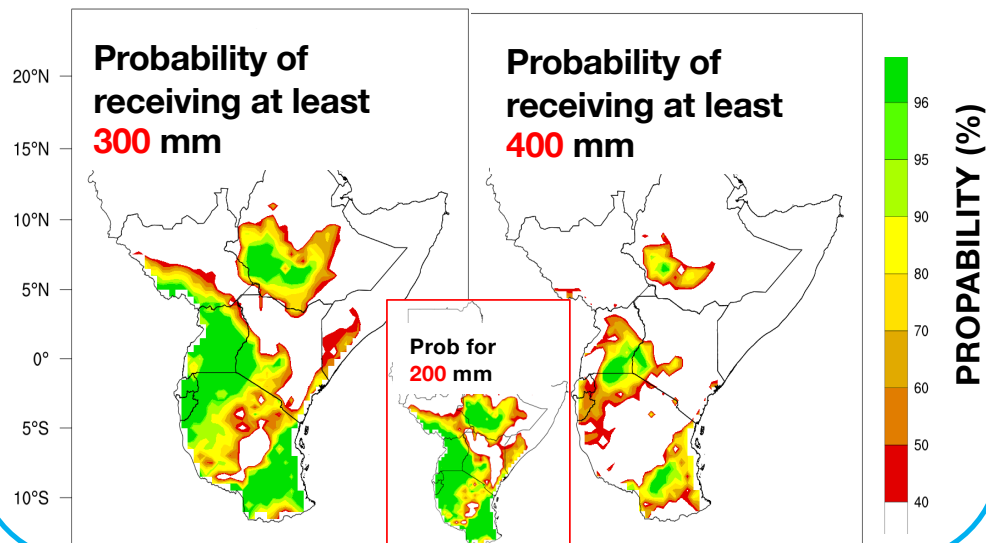 Probability of
receiving at least
300 mm
Probability of
receiving at least
400 mm
20°N
15°N
10°N
5°N
0°
5°S
10°S
Prob for
200 mm
96
95
90
80
70
60
50
40
PROPABILITY (%)